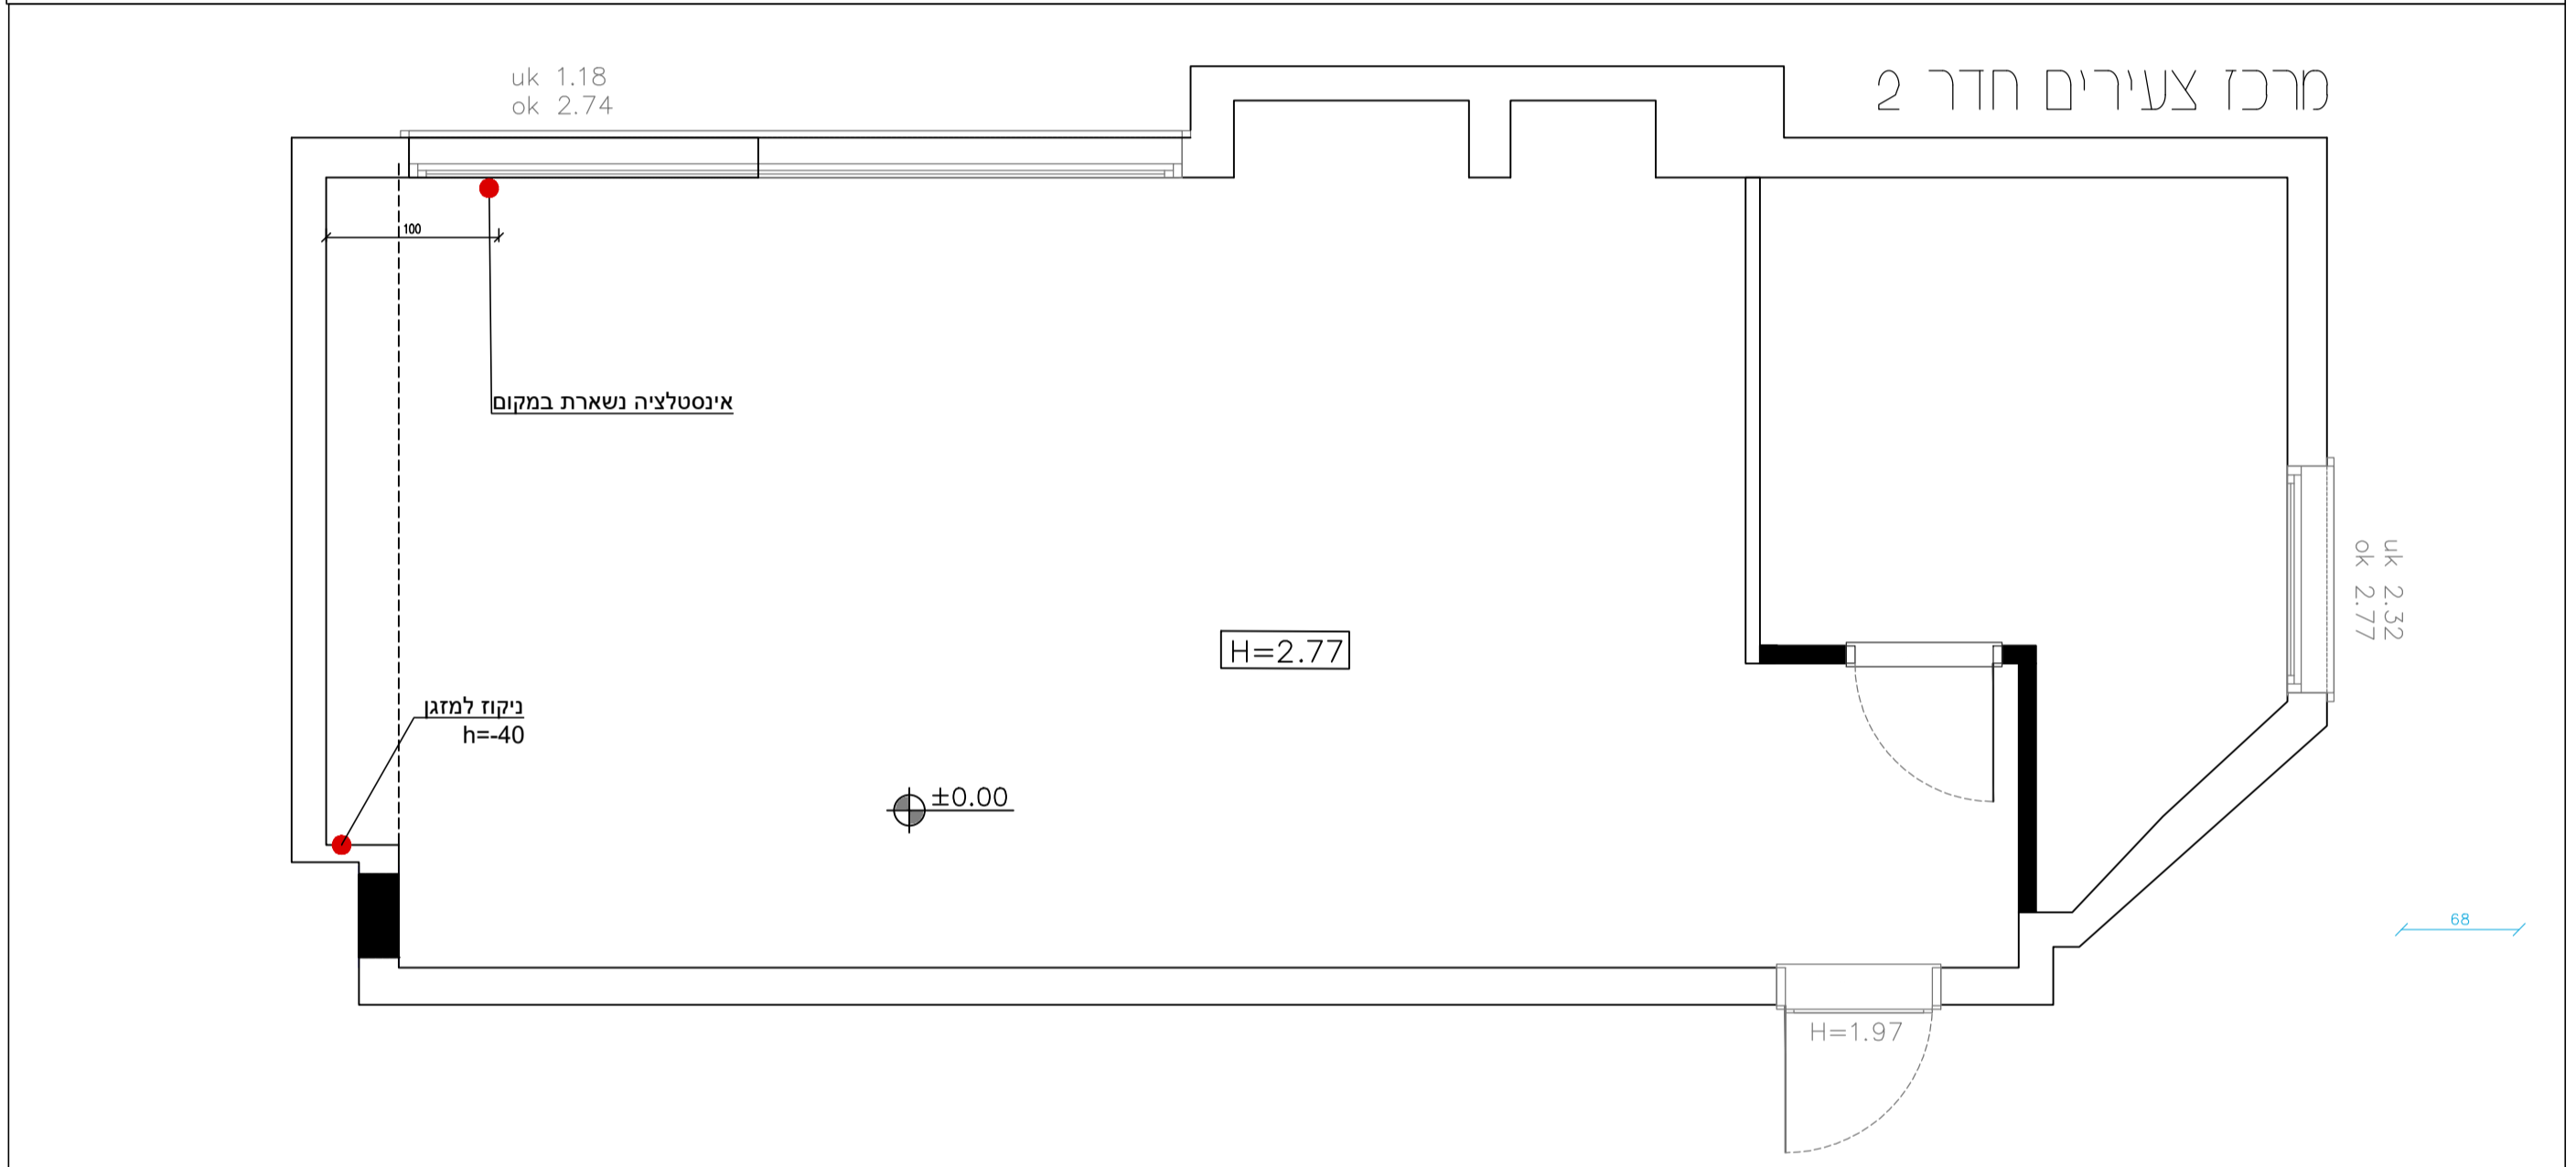 מרכז צעירים חדר 2
uk 1.18
ok 2.74
100
אינסטלציה נשארת במקום
uk 2.32
ok 2.77
H=2.77
ניקוז למזגן
h=-40
±0.00
68
H=1.97